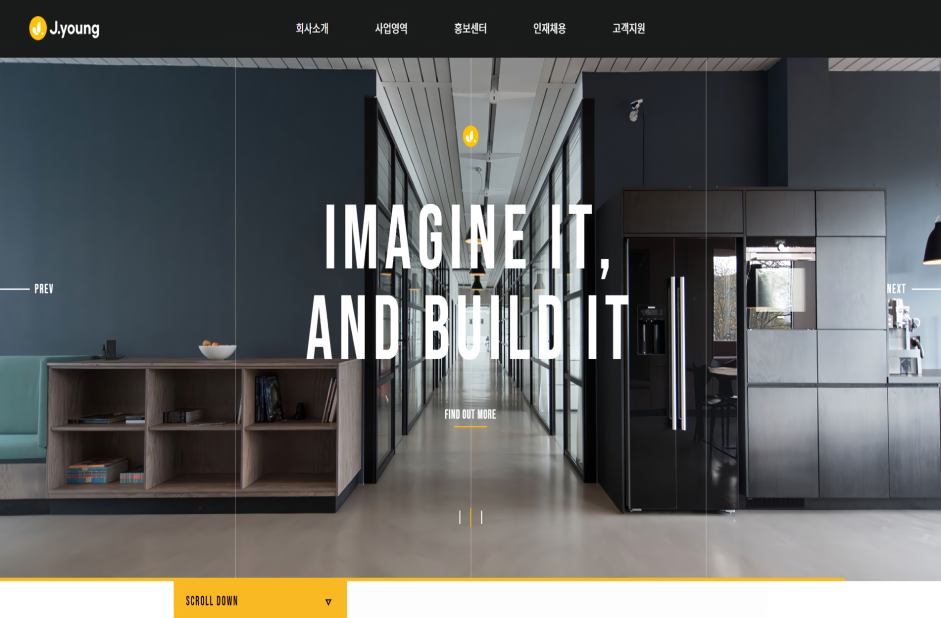 J.young
회사소개
사업영역
홍보센터
인재채용
고객지원
IMAGINE IT,
AND BUILD IT
PREV
NEXT
FIND OUT MORE
SCROLL DOWN